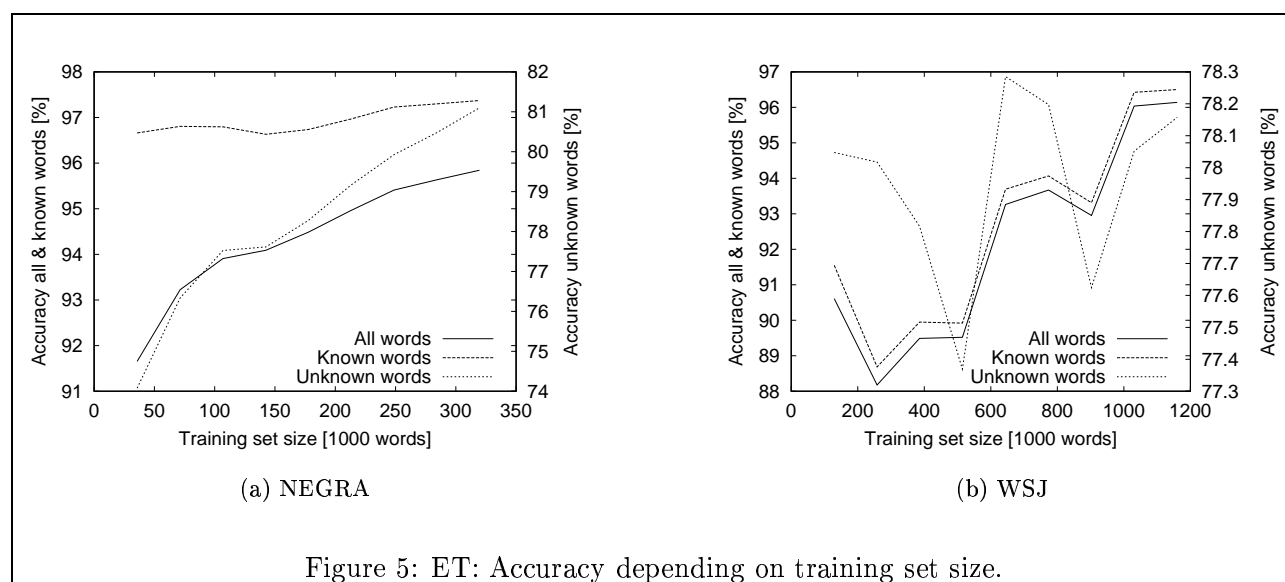 98
97
96
95
94
93
92
91
82
81
80
79
78
77
76
75
74
0 50 100 150 200 250 300 350
Accuracy all & known words [%]
Accuracy unknown words [%]
All words
Known words
Unknown words
Training set size [1000 words]
(a) NEGRA
97
96
95
94
93
92
91
90
89
88
78.3
78.2
78.1
78
77.9
77.8
77.7
77.6
77.5
77.4
77.3
0 200 400 600 800 1000 1200
Accuracy all & known words [%]
Accuracy unknown words [%]
All words
Known words
Unknown words
Training set size [1000 words]
(b) WSJ
Figure 5: ET: Accuracy depending on training set size.